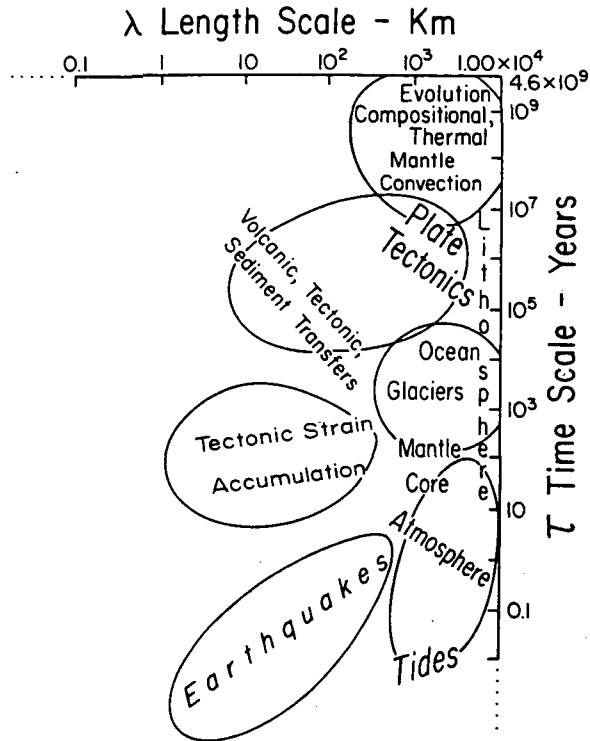 λ Length Scale - Km
0.1 1 10 10² 10³ 1.00×10⁴
4.6×10⁹
Evolution
Compositional,
Thermal
Mantle
Convection
10⁹
10⁷
Plate
Tectonics
Volcanic, Tectonic,
Sediment Transfers
Lithosphere
10⁵
Ocean
Glaciers
Mantle
Core
10³
Tectonic Strain
Accumulation
10
Atmosphere
Earthquakes
0.1
Tides
τ Time Scale - Years